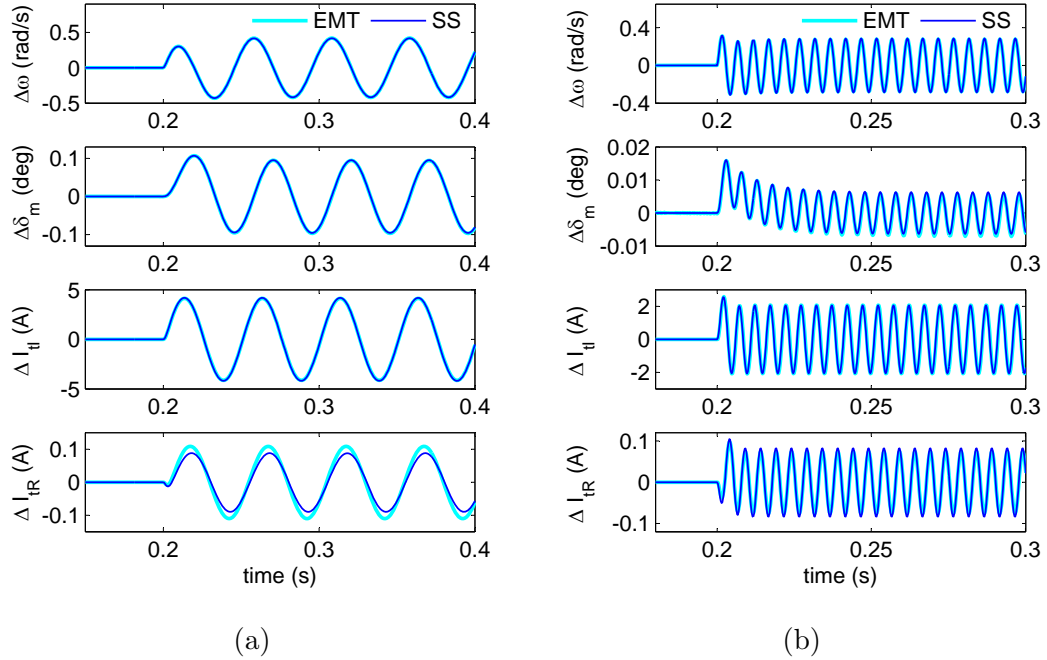 EMT SS
Δω (rad/s)
0.5
0
-0.5
0.2 0.3 0.4
Δδm (deg)
0.1
0
-0.1
0.2 0.3 0.4
Δ Itl (A)
5
0
-5
0.2 0.3 0.4
Δ ItR (A)
0.1
0
-0.1
0.2 0.3 0.4
time (s)
(a)
EMT SS
Δω (rad/s)
0.4
0
-0.4
0.2 0.25 0.3
Δδm (deg)
0.02
0.01
0
-0.01
0.2 0.25 0.3
Δ Itl (A)
2
0
-2
0.2 0.25 0.3
Δ ItR (A)
0.1
0
-0.1
0.2 0.25 0.3
time (s)
(b)